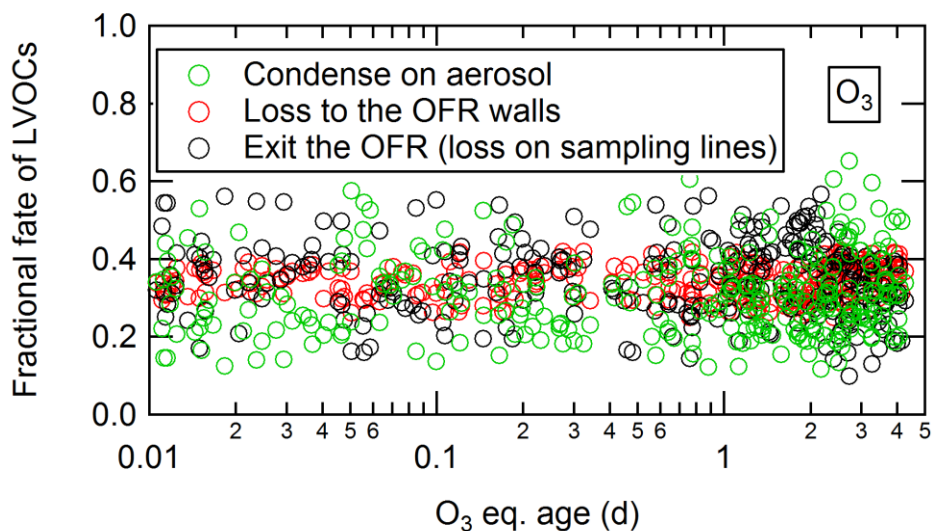 Fractional fate of LVOCs
1.0
0.8
0.6
0.4
0.2
0.0
Condense on aerosol
Loss to the OFR walls
Exit the OFR (loss on sampling lines)
O₃
2 3 4 5 6 2 3 4 5 6 2 3 4 5
0.01 0.1 1
O₃ eq. age (d)